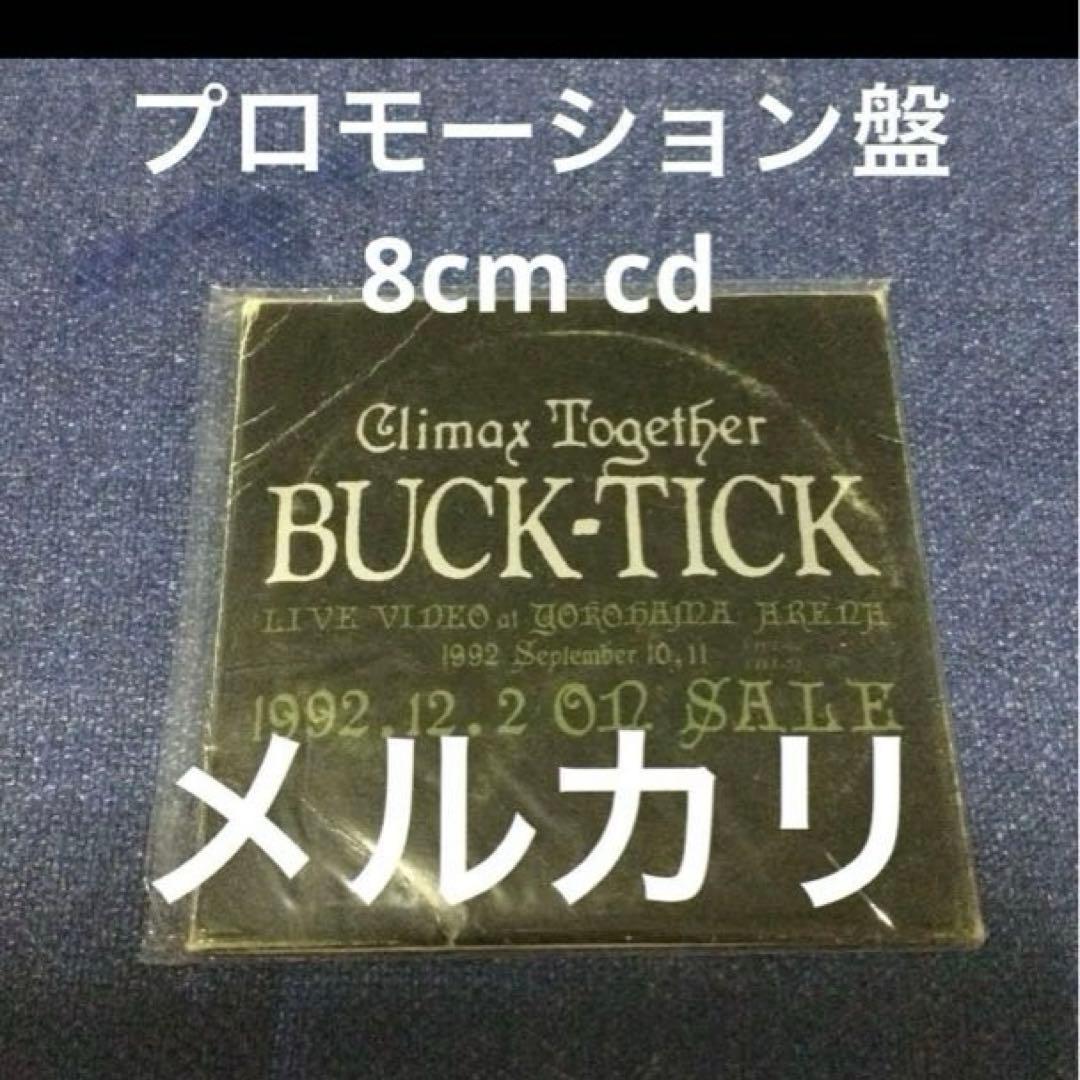 プロモーション盤
8cm cd
Climax Together
BUCK-TICK
LIVE VIDEO at YOKOHAMA ARENA
1992 September 10, 11
1992.12.2 ON SALE
メルカリ